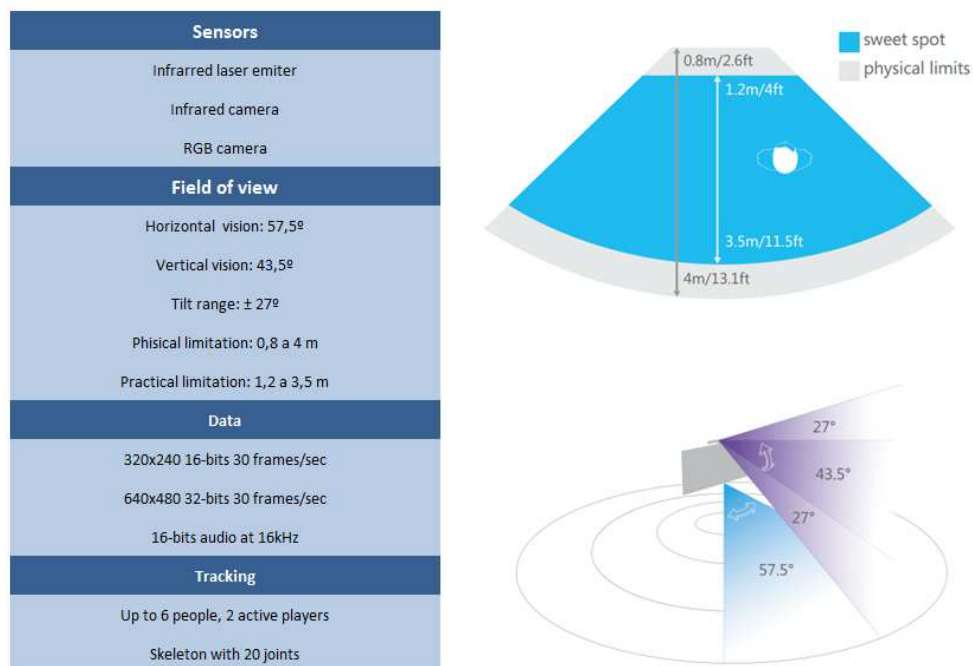 Sensors
Infrarred laser emiter
Infrared camera
RGB camera
Field of view
Horizontal vision: 57,5º
Vertical vision: 43,5º
Tilt range: ± 27º
Phisical limitation: 0,8 a 4 m
Practical limitation: 1,2 a 3,5 m
Data
320x240 16-bits 30 frames/sec
640x480 32-bits 30 frames/sec
16-bits audio at 16kHz
Tracking
Up to 6 people, 2 active players
Skeleton with 20 joints
sweet spot
physical limits
0.8m/2.6ft
1.2m/4ft
3.5m/11.5ft
4m/13.1ft
27°
43.5°
27°
57.5°